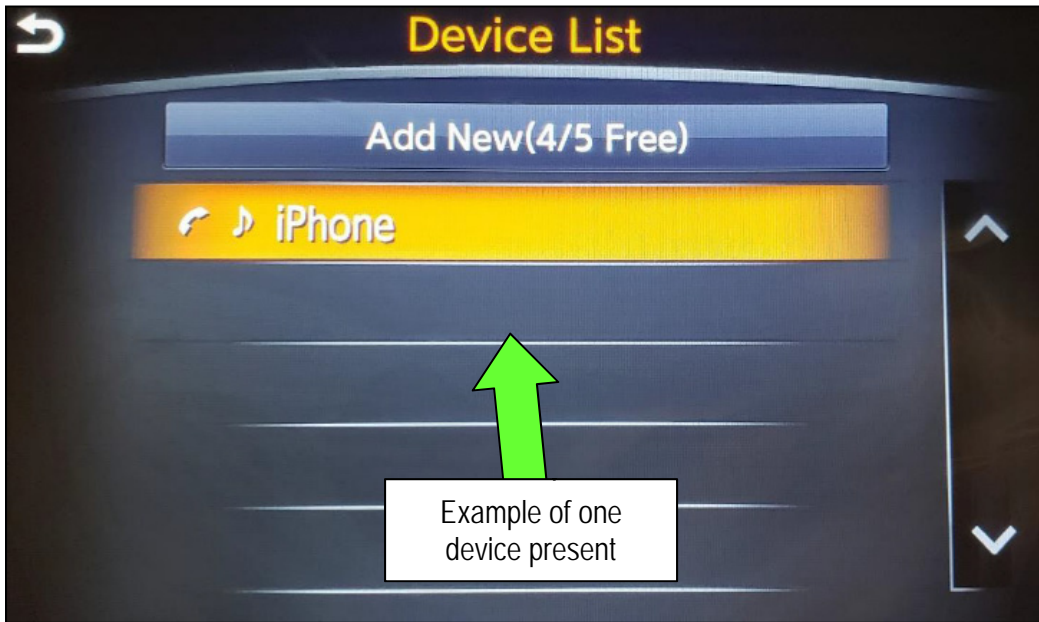 Device List
Add New(4/5 Free)
iPhone
Example of one
device present